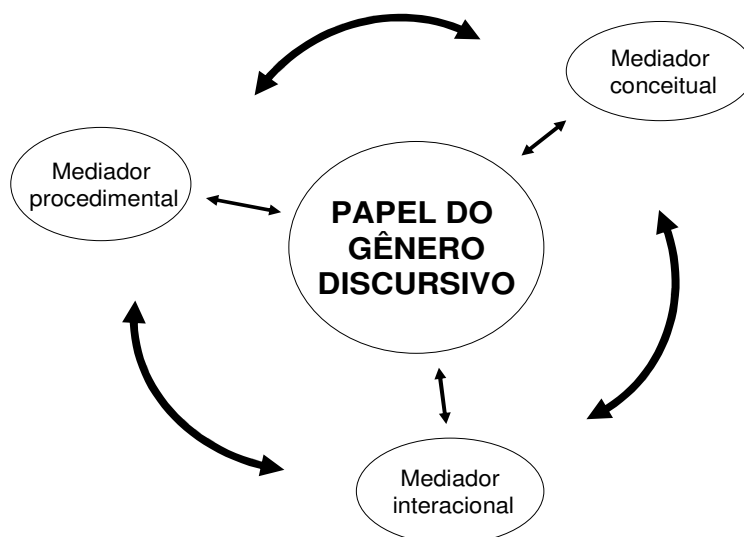 Mediador
conceitual
Mediador
procedimental
PAPEL DO
GÊNERO
DISCURSIVO
Mediador
interacional